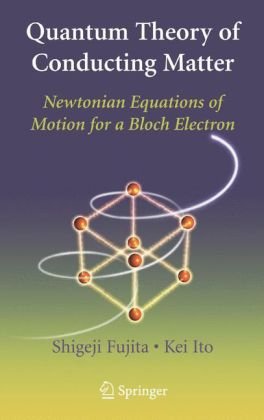 Quantum Theory of
Conducting Matter
Newtonian Equations of
Motion for a Bloch Electron
Shigeji Fujita • Kei Ito
Springer